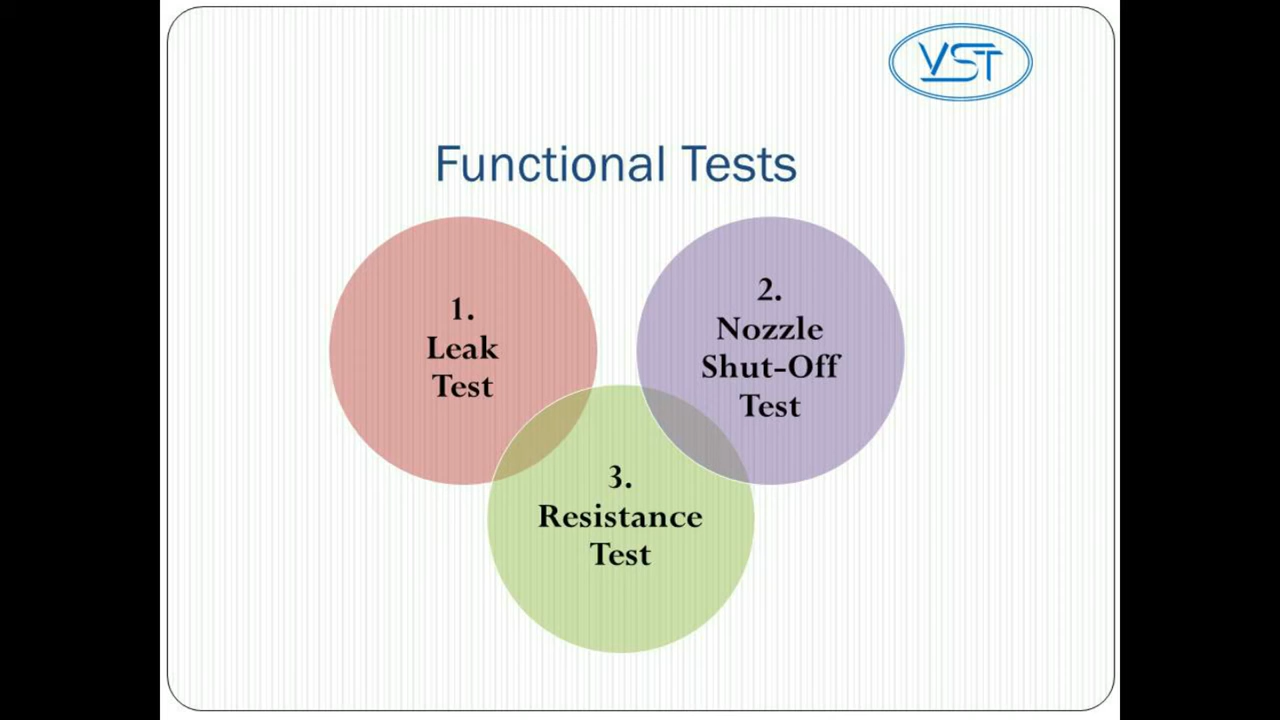 VST
Functional Tests
1.
Leak
Test
2.
Nozzle
Shut-Off
Test
3.
Resistance
Test